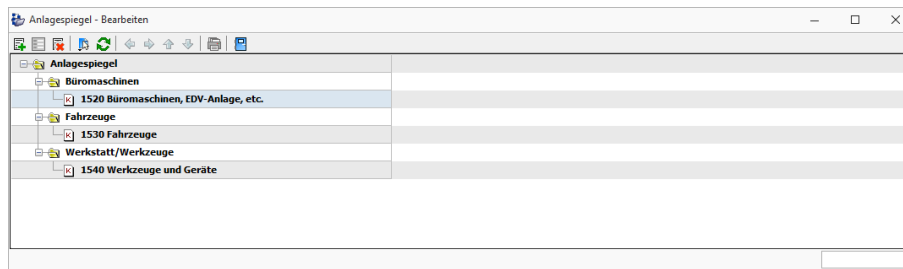 Anlagespiegel - Bearbeiten
Anlagespiegel
Büromaschinen
K 1520 Büromaschinen, EDV-Anlage, etc.
Fahrzeuge
K 1530 Fahrzeuge
Werkstatt/Werkzeuge
K 1540 Werkzeuge und Geräte